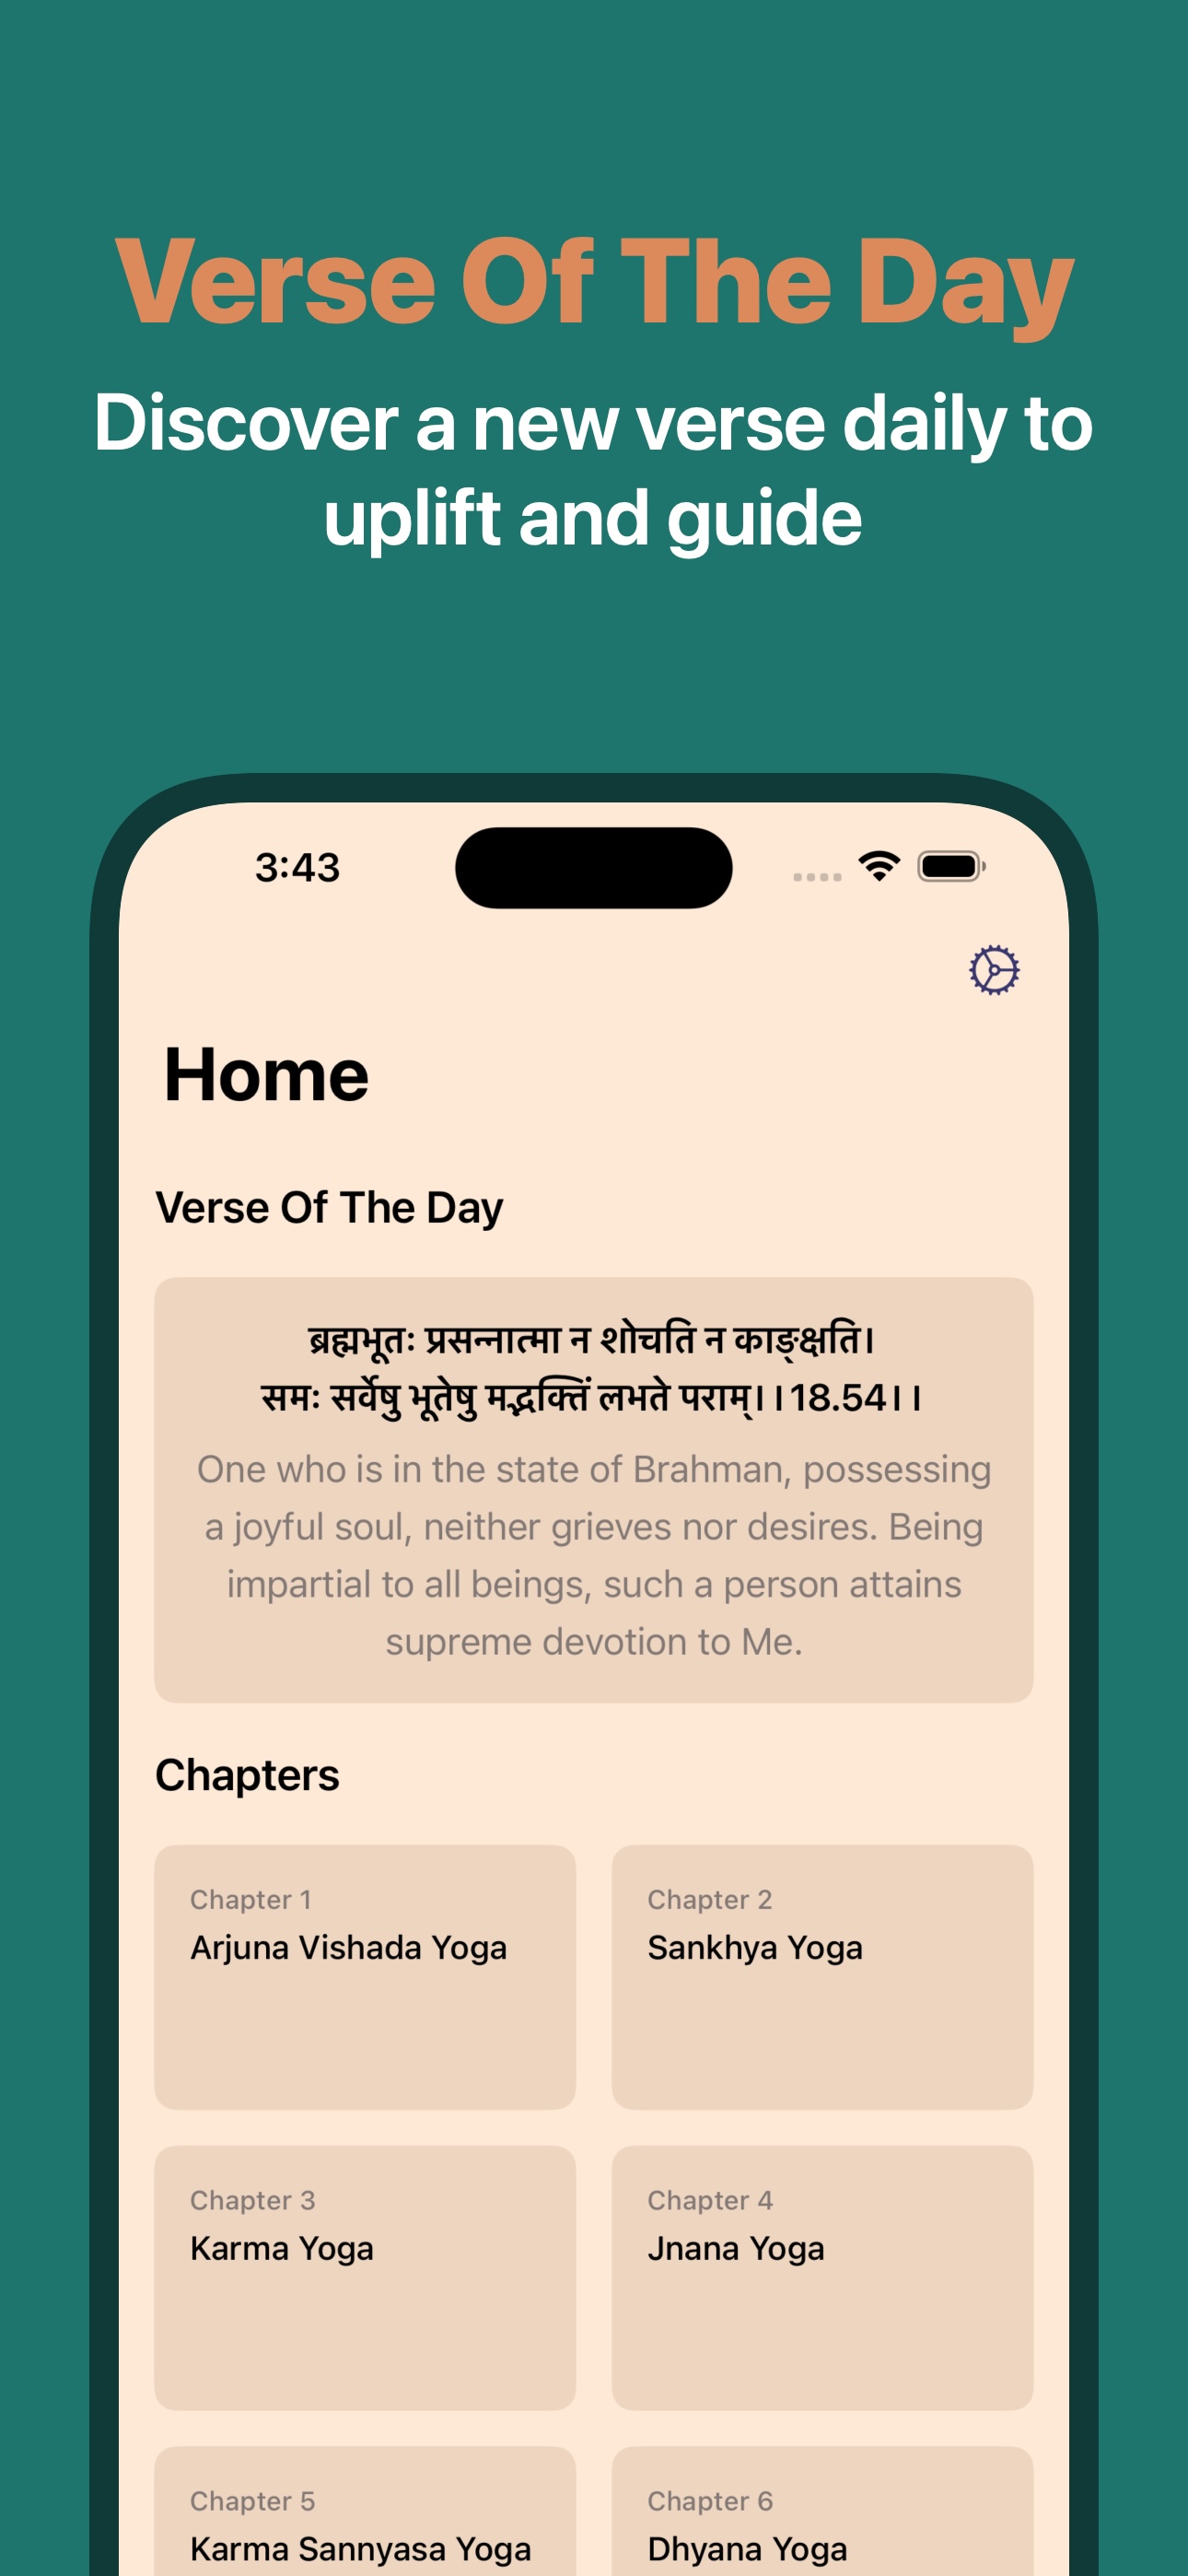 Verse Of The Day
Discover a new verse daily to
uplift and guide
3:43
Home
Verse Of The Day
ब्रह्मभूतः प्रसन्नात्मा न शोचति न काङ्क्षति।
समः सर्वेषु भूतेषु मद्भक्तिं लभते पराम्।।18.54।।
One who is in the state of Brahman, possessing
a joyful soul, neither grieves nor desires. Being
impartial to all beings, such a person attains
supreme devotion to Me.
Chapters
Chapter 1
Arjuna Vishada Yoga
Chapter 2
Sankhya Yoga
Chapter 3
Karma Yoga
Chapter 4
Jnana Yoga
Chapter 5
Karma Sannyasa Yoga
Chapter 6
Dhyana Yoga